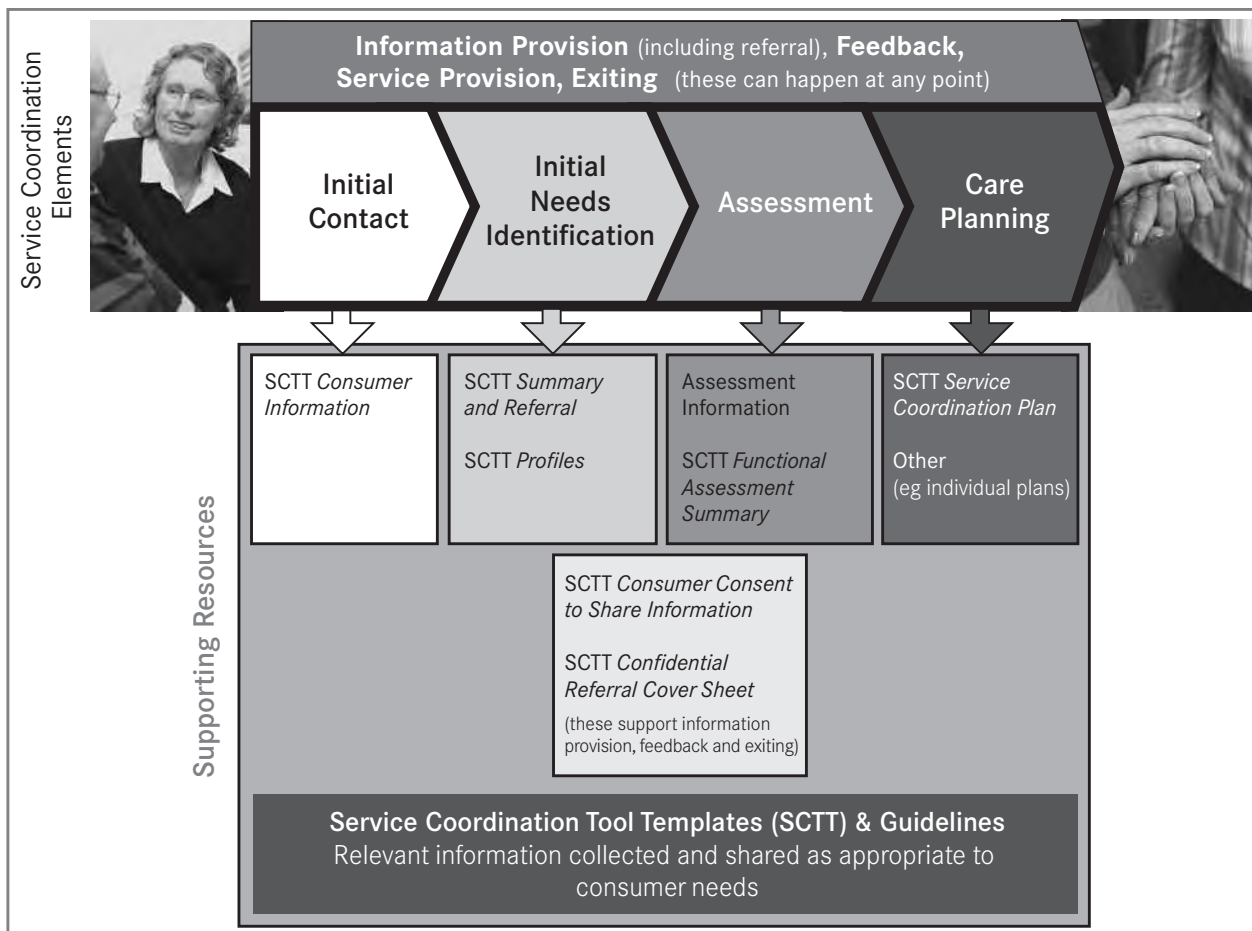 Service Coordination
Elements
Information Provision (including referral), Feedback,
Service Provision, Exiting (these can happen at any point)
Initial
Contact
Initial
Needs
Identification
Assessment
Care
Planning
Supporting Resources
SCTT Consumer
Information
SCTT Summary
and Referral
SCTT Profiles
Assessment
Information
SCTT Functional
Assessment
Summary
SCTT Service
Coordination Plan
Other
(eg individual plans)
SCTT Consumer Consent
to Share Information
SCTT Confidential
Referral Cover Sheet
(these support information
provision, feedback and exiting)
Service Coordination Tool Templates (SCTT) & Guidelines
Relevant information collected and shared as appropriate to
consumer needs